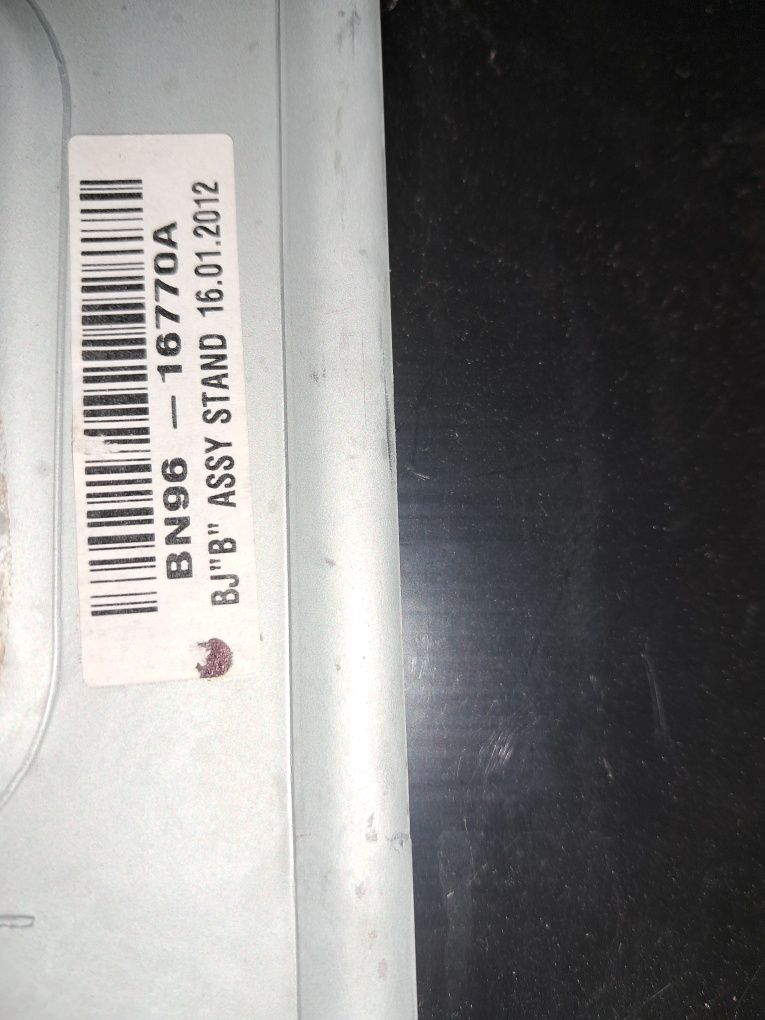 BN96 - 16770A
BJ"B" ASSY STAND 16.01.2012